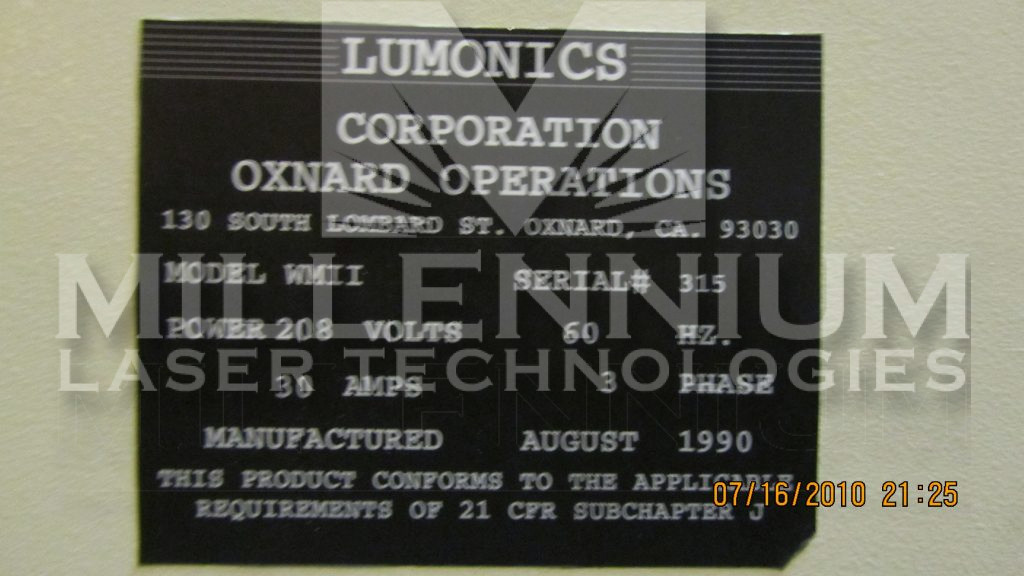 LUMONICS
CORPORATION
OXNARD OPERATIONS
130 SOUTH LOMBARD ST. OXNARD, CA. 93030
MODEL WMII SERIAL# 315
MILLENNIUM
POWER 208 VOLTS 60 HZ.
LASER TECHNOLOGIES
30 AMPS 3 PHASE
MANUFACTURED AUGUST 1990
THIS PRODUCT CONFORMS TO THE APPLICABLE
REQUIREMENTS OF 21 CFR SUBCHAPTER J
07/16/2010 21:25